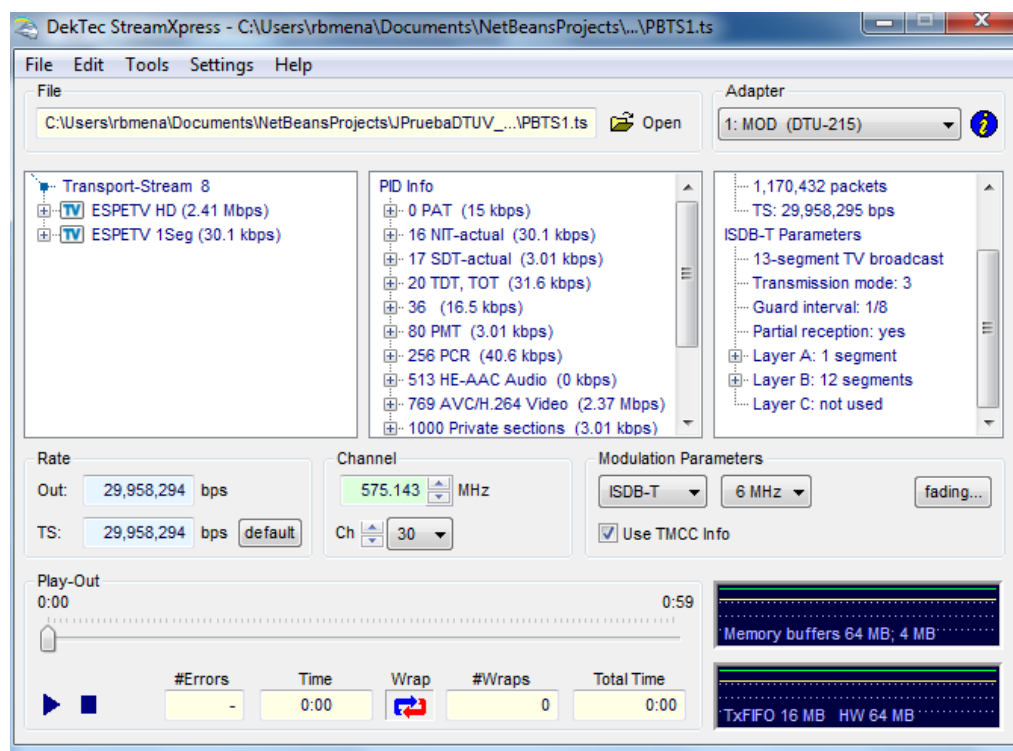 DekTec StreamXpress - C:\Users\rbmena\Documents\NetBeansProjects\...\PBTS1.ts
File Edit Tools Settings Help
File
C:\Users\rbmena\Documents\NetBeansProjects\JPruebaDTUV_...\PBTS1.ts Open
Adapter
1: MOD (DTU-215)
Transport-Stream 8
TV ESPETV HD (2.41 Mbps)
TV ESPETV 1Seg (30.1 kbps)
PID Info
0 PAT (15 kbps)
16 NIT-actual (30.1 kbps)
17 SDT-actual (3.01 kbps)
20 TDT, TOT (31.6 kbps)
36 (16.5 kbps)
80 PMT (3.01 kbps)
256 PCR (40.6 kbps)
513 HE-AAC Audio (0 kbps)
769 AVC/H.264 Video (2.37 Mbps)
1000 Private sections (3.01 kbps)
1,170,432 packets
TS: 29,958,295 bps
ISDB-T Parameters
13-segment TV broadcast
Transmission mode: 3
Guard interval: 1/8
Partial reception: yes
Layer A: 1 segment
Layer B: 12 segments
Layer C: not used
Rate
Out: 29,958,294 bps
TS: 29,958,294 bps default
Channel
575.143 MHz
Ch 30
Modulation Parameters
ISDB-T 6 MHz fading...
Use TMCC Info
Play-Out
0:00 0:59
#Errors Time Wrap #Wraps Total Time
- 0:00 0 0:00
Memory buffers 64 MB; 4 MB
TxFIFO 16 MB HW 64 MB